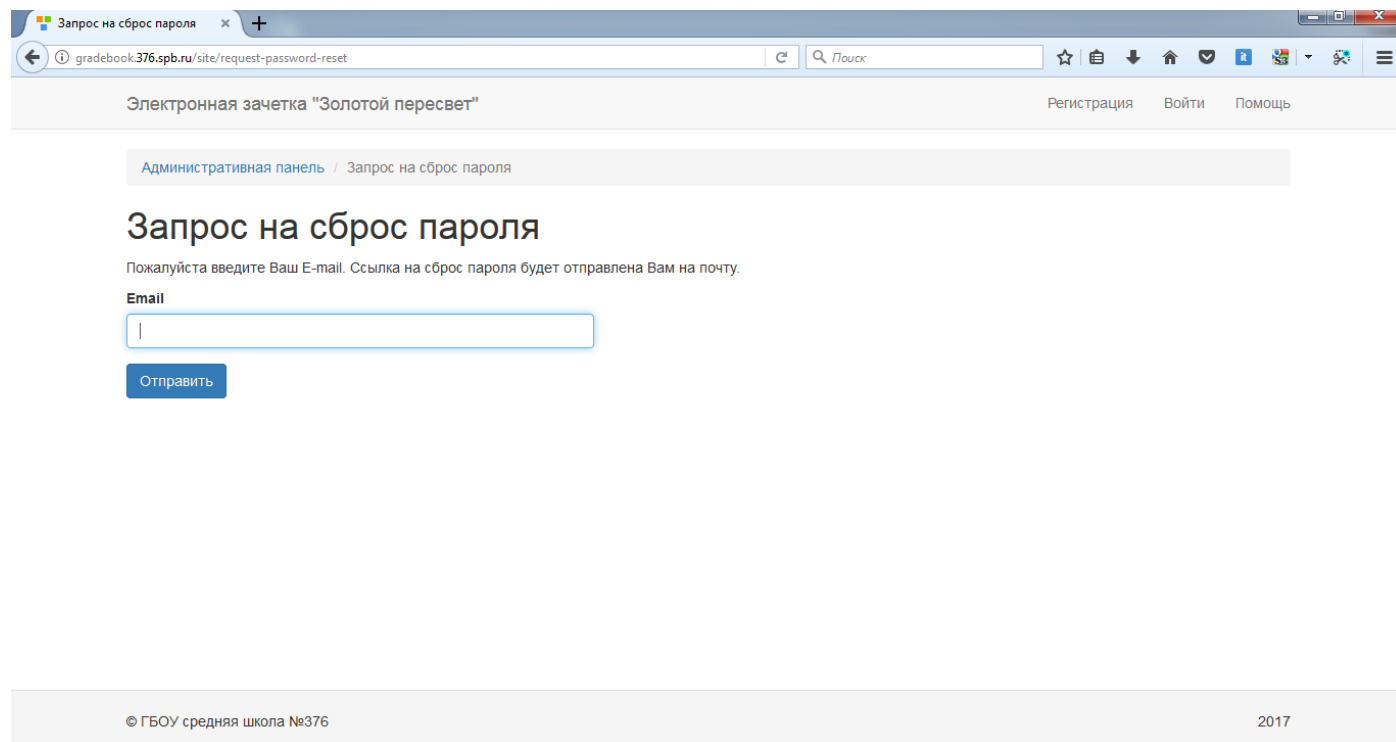 Запрос на сброс пароля
gradebook.376.spb.ru/site/request-password-reset
Поиск
Электронная зачетка "Золотой пересвет"
Регистрация Войти Помощь
Административная панель / Запрос на сброс пароля
Запрос на сброс пароля
Пожалуйста введите Ваш E-mail. Ссылка на сброс пароля будет отправлена Вам на почту.
Email
Отправить
© ГБОУ средняя школа №376
2017